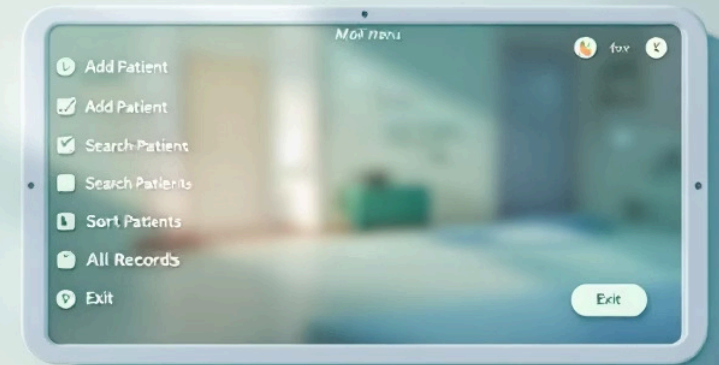 Add Patient
Add Patient
Search Patient
Search Patients
Sort Patients
All Records
Exit
Exit